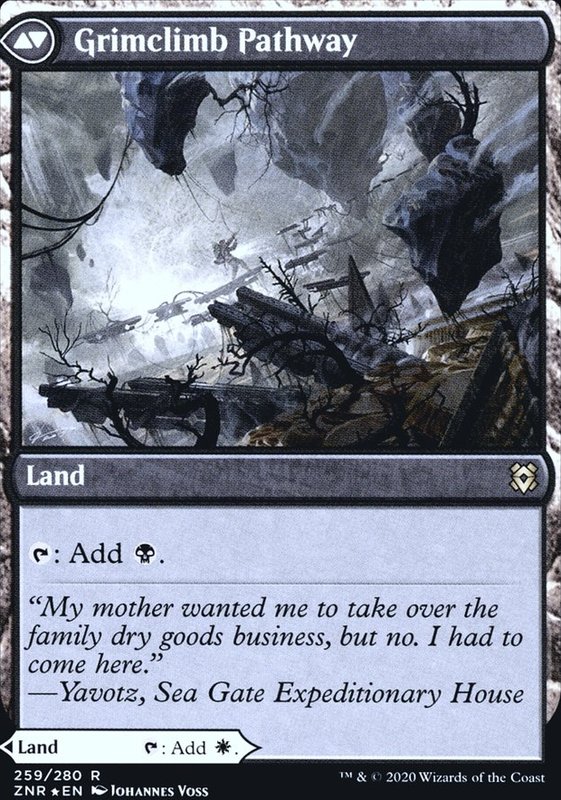 Grimclimb Pathway
Land
: Add .
“My mother wanted me to take over the
family dry goods business, but no. I had to
come here.”
—Yavotz, Sea Gate Expeditionary House
Land : Add .
259/280 R
ZNR ★ EN Johannes Voss
™ & © 2020 Wizards of the Coast